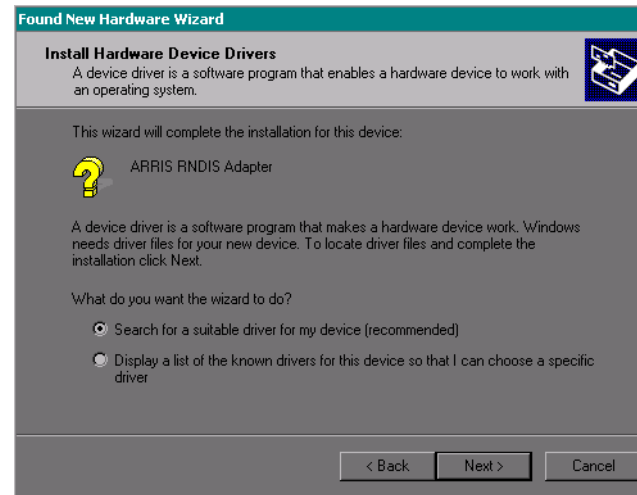 Found New Hardware Wizard
Install Hardware Device Drivers
A device driver is a software program that enables a hardware device to work with
an operating system.
This wizard will complete the installation for this device:
ARRIS RNDIS Adapter
A device driver is a software program that makes a hardware device work. Windows
needs driver files for your new device. To locate driver files and complete the
installation click Next.
What do you want the wizard to do?
Search for a suitable driver for my device (recommended)
Display a list of the known drivers for this device so that I can choose a specific
driver
< Back Next > Cancel